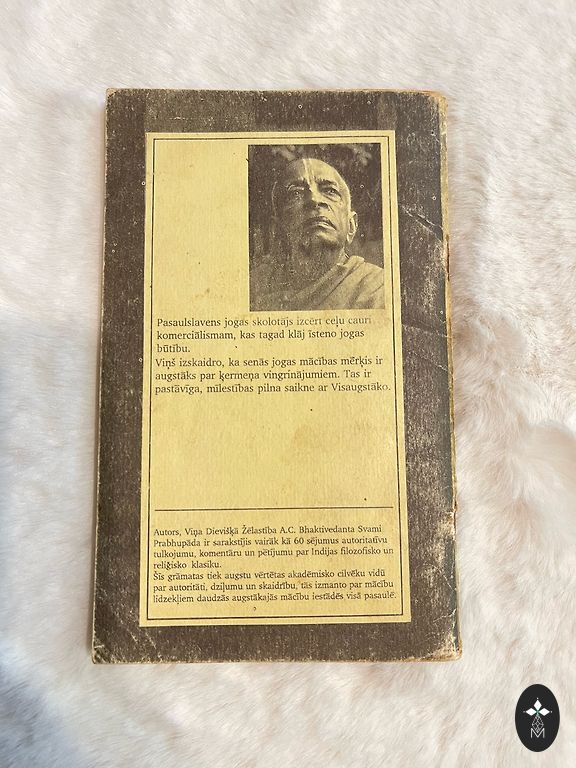 Pasaulslavens jogas skolotājs izcērt ceļu cauri
komerciālismam, kas tagad klāj īsteno jogas
būtību.
Viņš izskaidro, ka senās jogas mācības mērķis ir
augstāks par ķermeņa vingrinājumiem. Tas ir
pastāvīga, mīlestības pilna saikne ar Visaugstāko.
Autors, Viņa Dievišķā Žēlastība A.C. Bhaktivedanta Svami
Prabhupāda ir sarakstījis vairāk kā 60 sējumus autoritatīvu
tulkojumu, komentāru un pētījumu par Indijas filozofisko un
reliģisko klasiku.
Šīs grāmatas tiek augstu vērtētas akadēmisko cilvēku vidū
par autoritāti, dziļumu un skaidrību, tās izmanto par mācību
līdzekļiem daudzās augstākajās mācību iestādēs visā pasaulē.
M